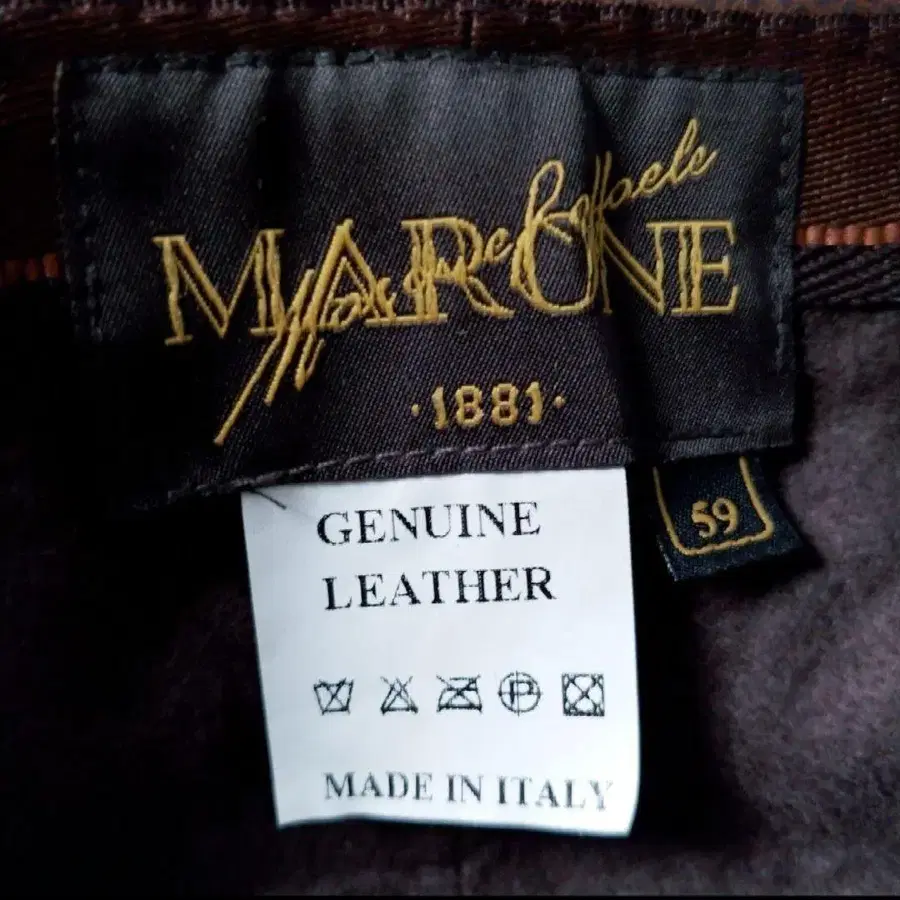 Raffaele
MARONE
·1881·
59
GENUINE
LEATHER
P
MADE IN ITALY